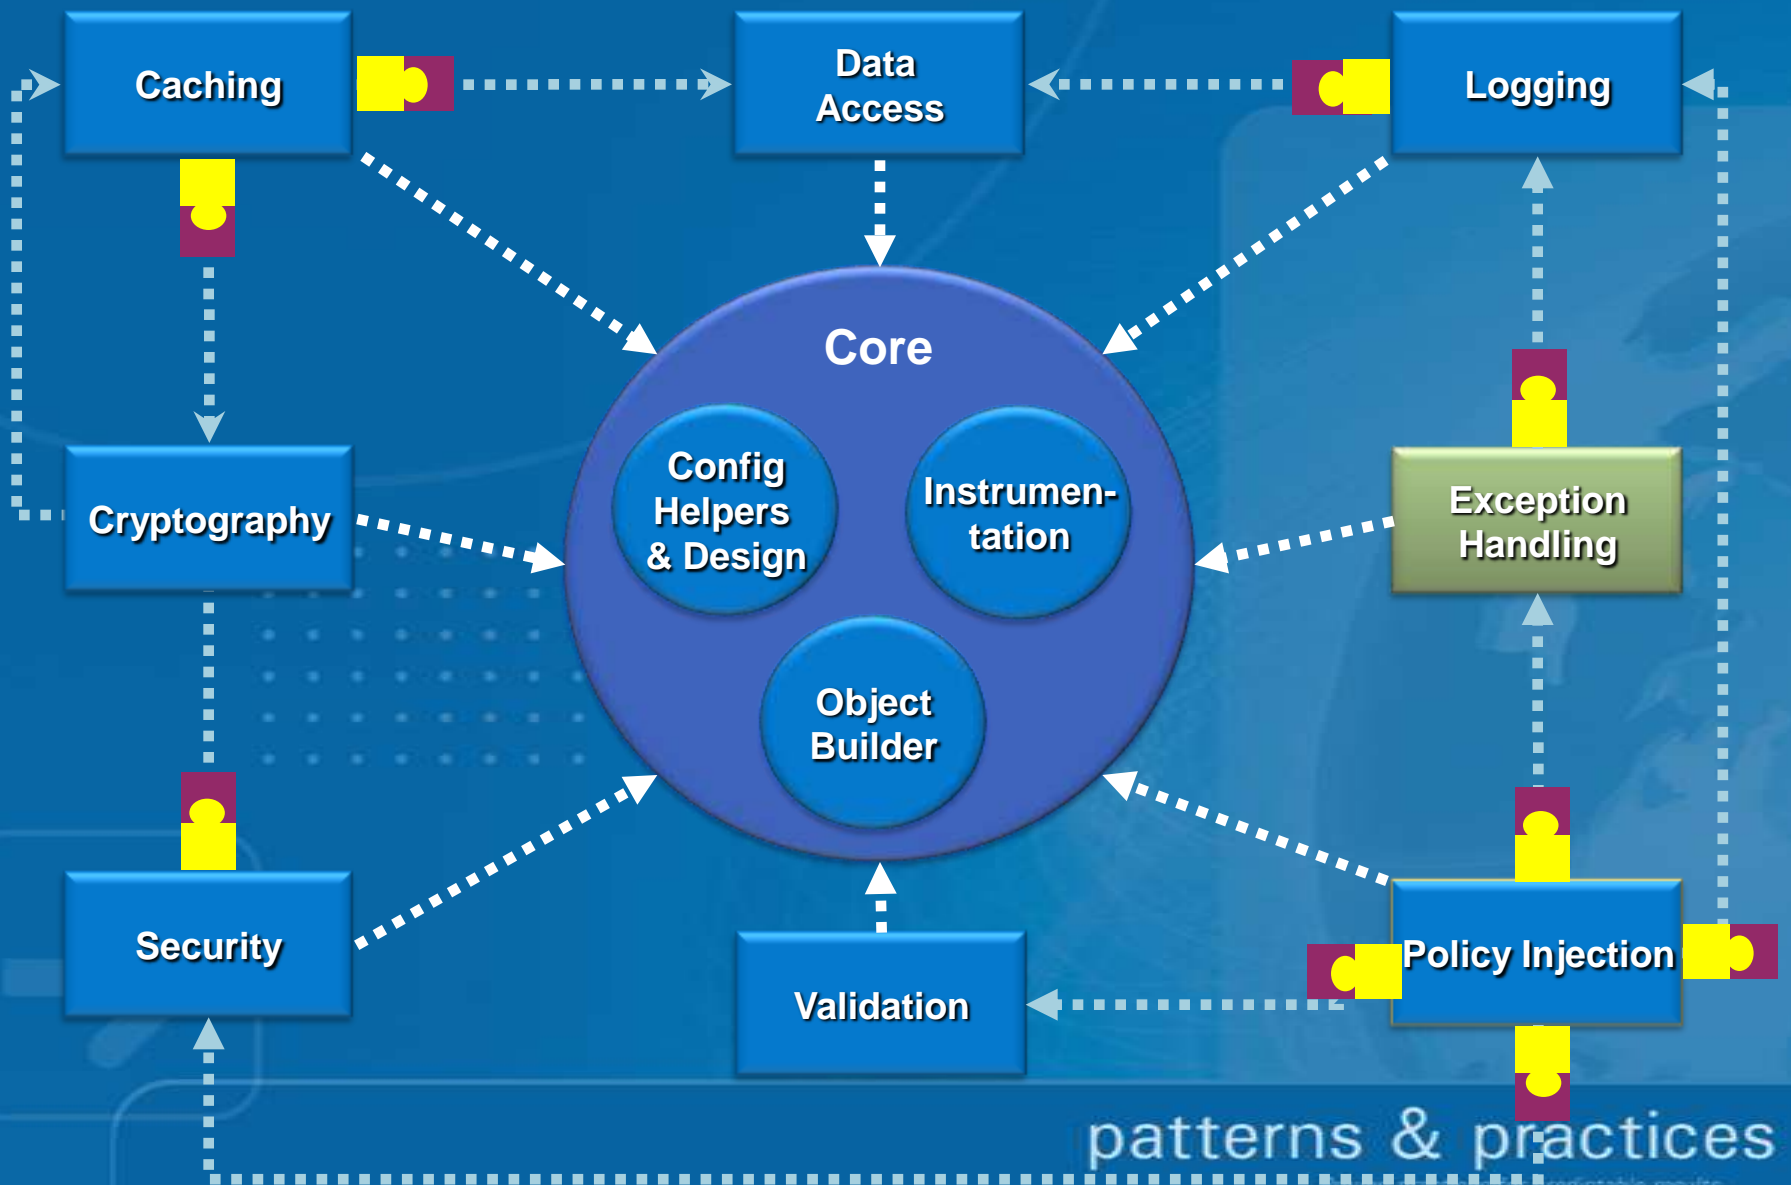 Caching
Data
Access
Logging
Core
Config
Helpers
& Design
Instrumen-
tation
Cryptography
Exception
Handling
Object
Builder
Security
Validation
Policy Injection
patterns & practices